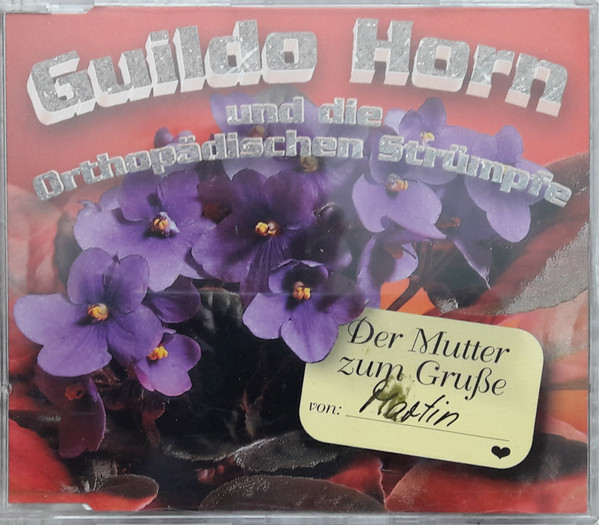 Guildo Horn
und die
Orthopädischen Strümpfe
Der Mutter
zum Gruße
von: Martin